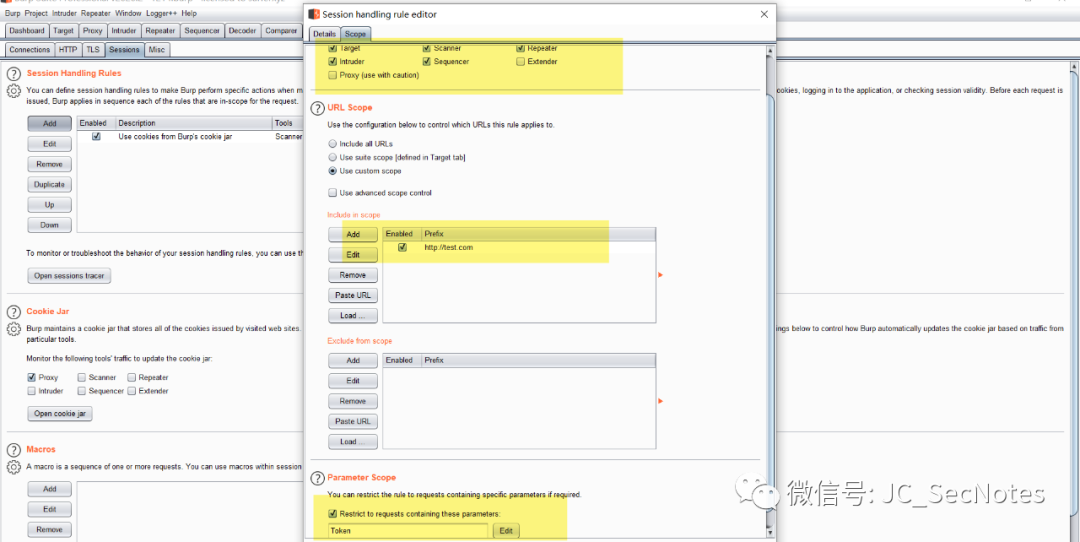 Burp Project Intruder Repeater Window Logger++ Help
Dashboard Target Proxy Intruder Repeater Sequencer Decoder Comparer
Connections HTTP TLS Sessions Misc
Session Handling Rules
You can define session handling rules to make Burp perform specific actions when m
ookies, logging in to the application, or checking session validity. Before each request is
issued, Burp applies in sequence each of the rules that are in-scope for the request.
Add Enabled Description Tools
Use cookies from Burp's cookie jar Scanner
Edit
Remove
Duplicate
Up
Down
To monitor or troubleshoot the behavior of your session handling rules, you can use th
Open sessions tracer
Cookie Jar
Burp maintains a cookie jar that stores all of the cookies issued by visited web sites.
ngs below to control how Burp automatically updates the cookie jar based on traffic from
particular tools.
Monitor the following tools' traffic to update the cookie jar:
Proxy Scanner Repeater
Intruder Sequencer Extender
Open cookie jar
Macros
A macro is a sequence of one or more requests. You can use macros within session
Add
Edit
Remove
Session handling rule editor
Details Scope
Target Scanner Repeater
Intruder Sequencer Extender
Proxy (use with caution)
URL Scope
Use the configuration below to control which URLs this rule applies to.
Include all URLs
Use suite scope [defined in Target tab]
Use custom scope
Use advanced scope control
Include in scope
Add Enabled Prefix
http://test.com
Edit
Remove
Paste URL
Load ...
Exclude from scope
Add Enabled Prefix
Edit
Remove
Paste URL
Load ...
Parameter Scope
You can restrict the rule to requests containing specific parameters if required.
Restrict to requests containing these parameters:
Token Edit
微信号: JC_SecNotes